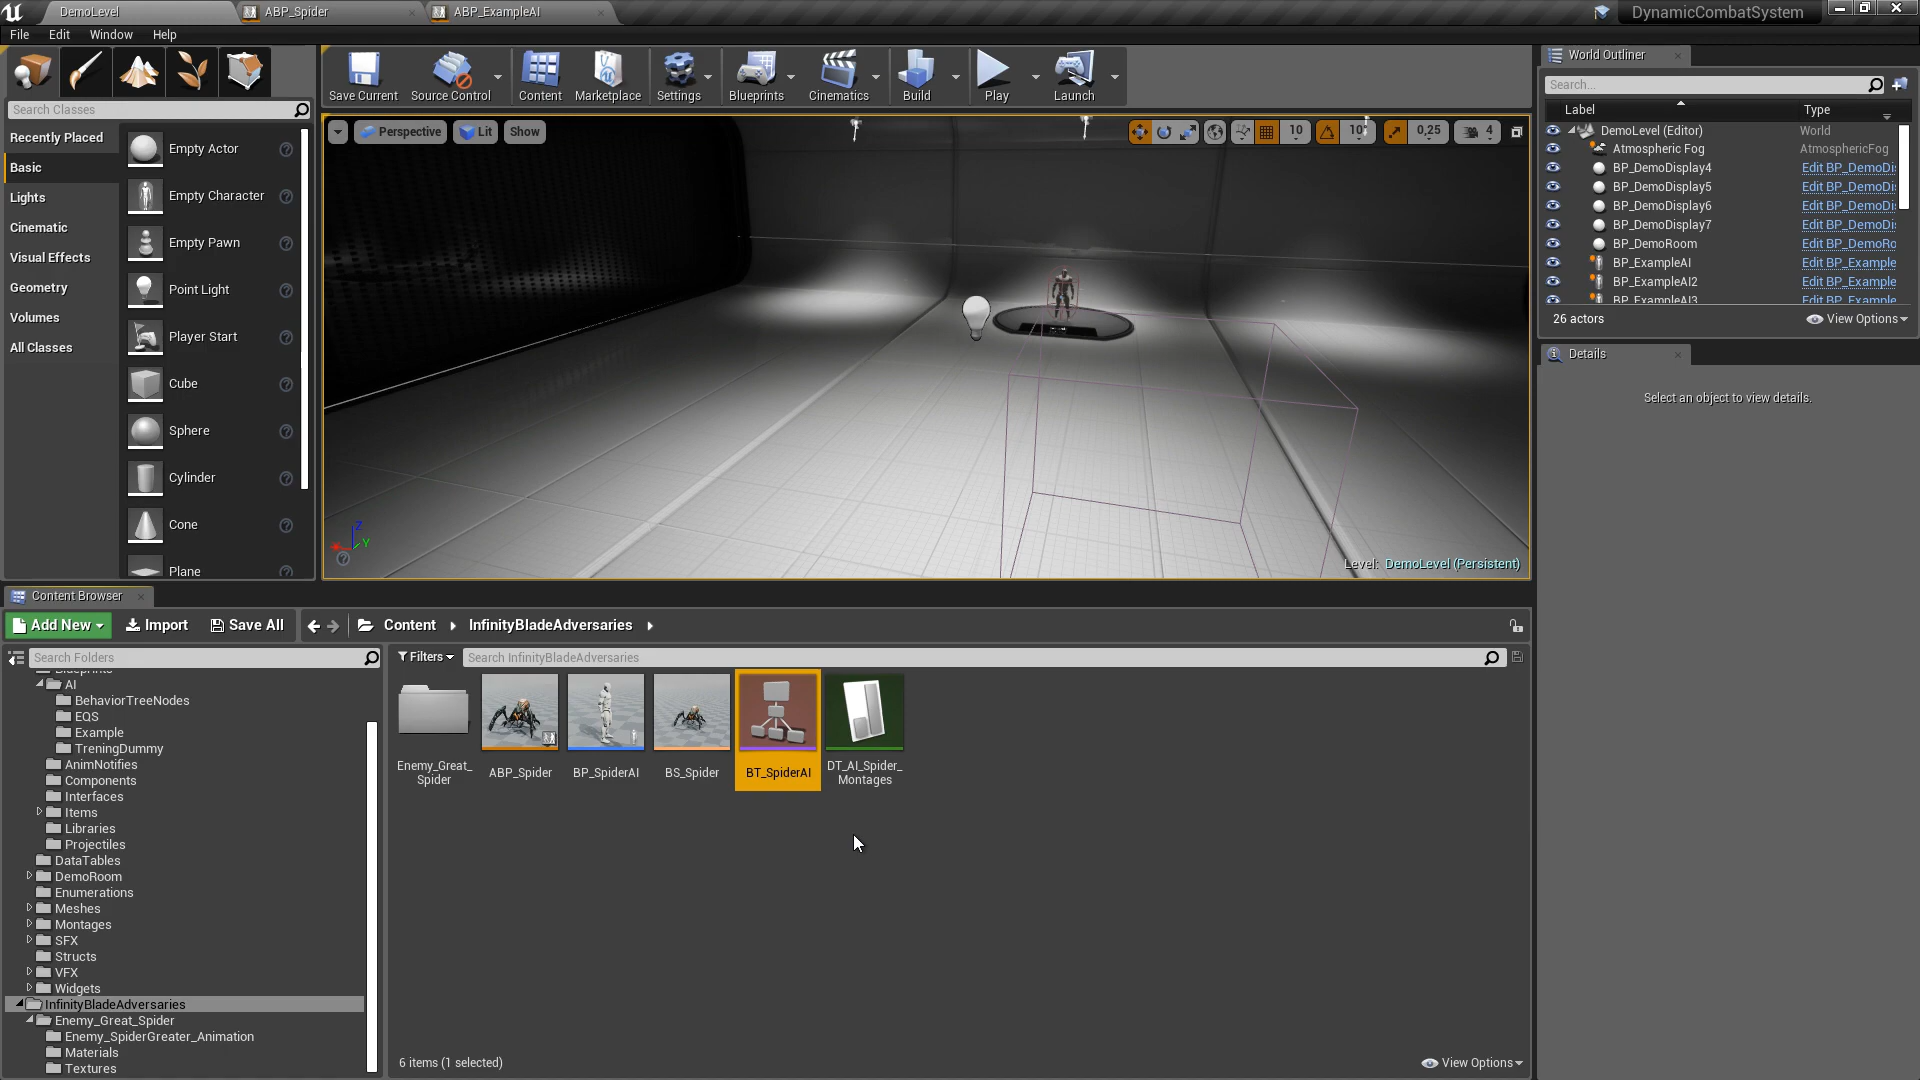 DemoLevel
ABP_Spider
ABP_ExampleAI
DynamicCombatSystem
File
Edit
Window
Help
Save Current
Source Control
Content
Marketplace
Settings
Blueprints
Cinematics
Build
Play
Launch
Search Classes
Recently Placed
Basic
Lights
Cinematic
Visual Effects
Geometry
Volumes
All Classes
Empty Actor
Empty Character
Empty Pawn
Point Light
Player Start
Cube
Sphere
Cylinder
Cone
Plane
Perspective
Lit
Show
10
10°
0,25
4
Z
Y
Level: DemoLevel (Persistent)
World Outliner
Search...
Label
Type
DemoLevel (Editor)
World
Atmospheric Fog
AtmosphericFog
BP_DemoDisplay4
Edit BP_DemoDi
BP_DemoDisplay5
Edit BP_DemoDi
BP_DemoDisplay6
Edit BP_DemoDi
BP_DemoDisplay7
Edit BP_DemoDi
BP_DemoRoom
Edit BP_DemoRo
BP_ExampleAI
Edit BP_Example
BP_ExampleAI2
Edit BP_Example
BP_ExampleAI3
Edit BP_Example
26 actors
View Options
Details
Select an object to view details.
Content Browser
Add New
Import
Save All
Content
InfinityBladeAdversaries
Search Folders
Filters
Search InfinityBladeAdversaries
Blueprints
AI
BehaviorTreeNodes
EQS
Example
TreningDummy
AnimNotifies
Components
Interfaces
Items
Libraries
Projectiles
DataTables
DemoRoom
Enumerations
Meshes
Montages
SFX
Structs
VFX
Widgets
InfinityBladeAdversaries
Enemy_Great_Spider
Enemy_SpiderGreater_Animation
Materials
Textures
Enemy_Great_
Spider
ABP_Spider
BP_SpiderAI
BS_Spider
BT_SpiderAI
DT_AI_Spider_
Montages
6 items (1 selected)
View Options